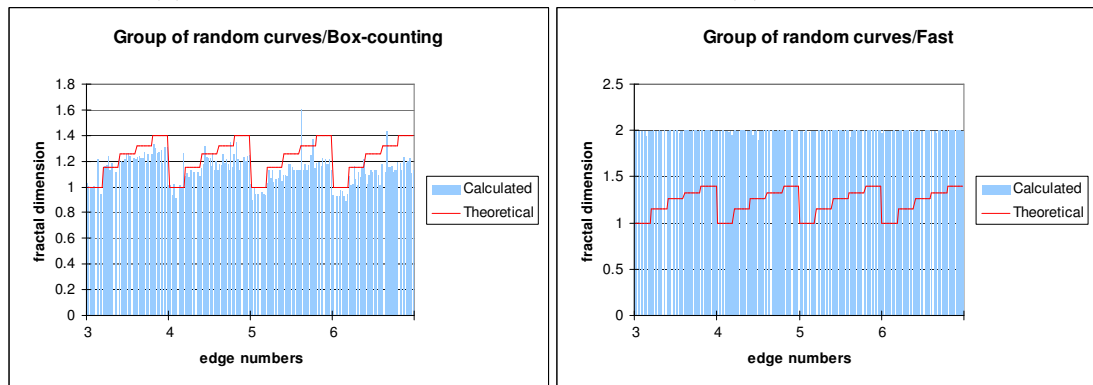 Group of random curves/Box-counting
fractal dimension
1.8
1.6
1.4
1.2
1
0.8
0.6
0.4
0.2
0
3 4 5 6
edge numbers
Calculated
Theoretical
Group of random curves/Fast
fractal dimension
2.5
2
1.5
1
0.5
0
3 4 5 6
edge numbers
Calculated
Theoretical